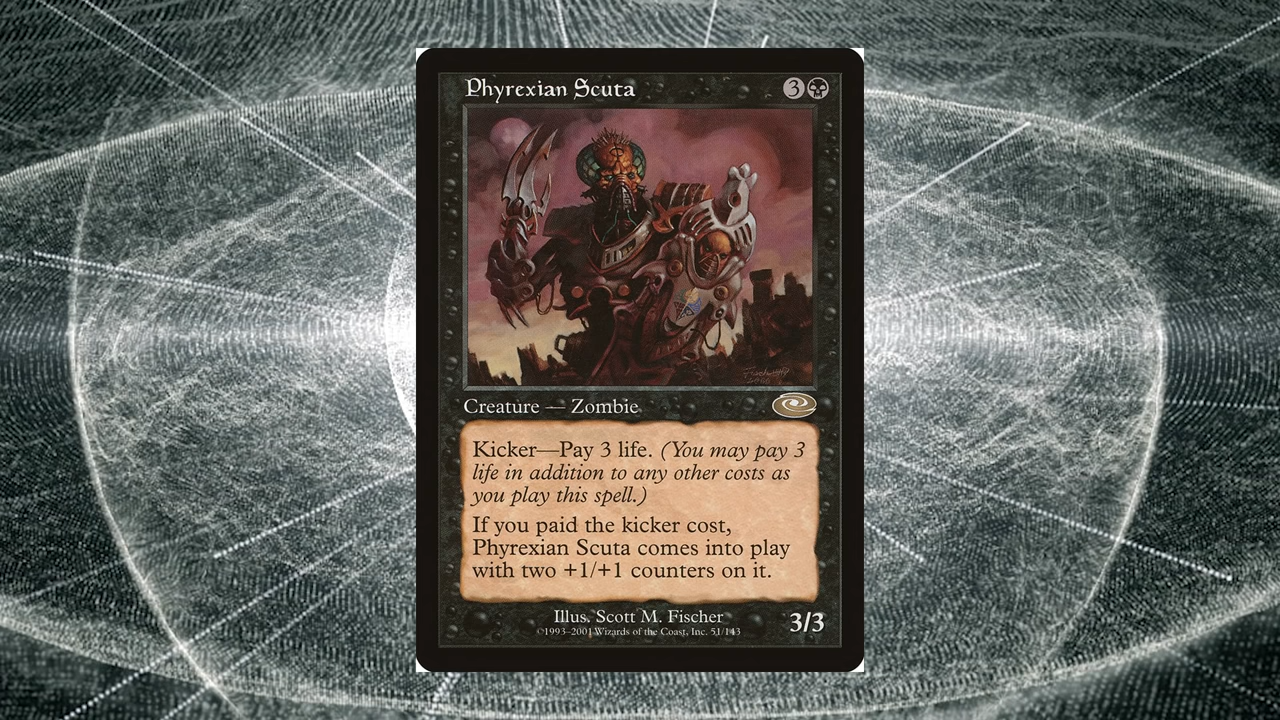 Phyrexian Scuta 3
Creature — Zombie
Kicker—Pay 3 life. (You may pay 3
life in addition to any other costs as
you play this spell.)
If you paid the kicker cost,
Phyrexian Scuta comes into play
with two +1/+1 counters on it.
Illus. Scott M. Fischer
©1993–2001 Wizards of the Coast, Inc. 51/143
3/3